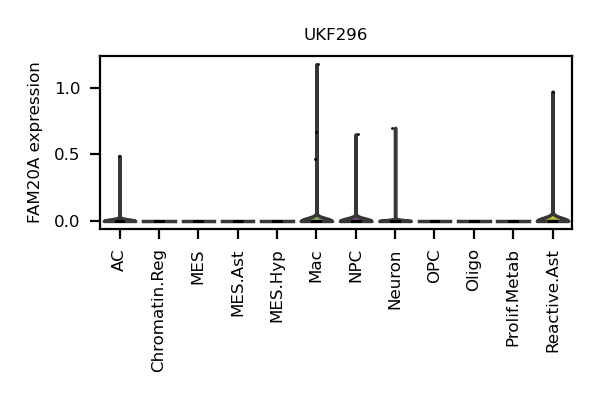 UKF296
FAM20A expression
1.0
0.5
0.0
AC
Chromatin.Reg
MES
MES.Ast
MES.Hyp
Mac
NPC
Neuron
OPC
Oligo
Prolif.Metab
Reactive.Ast